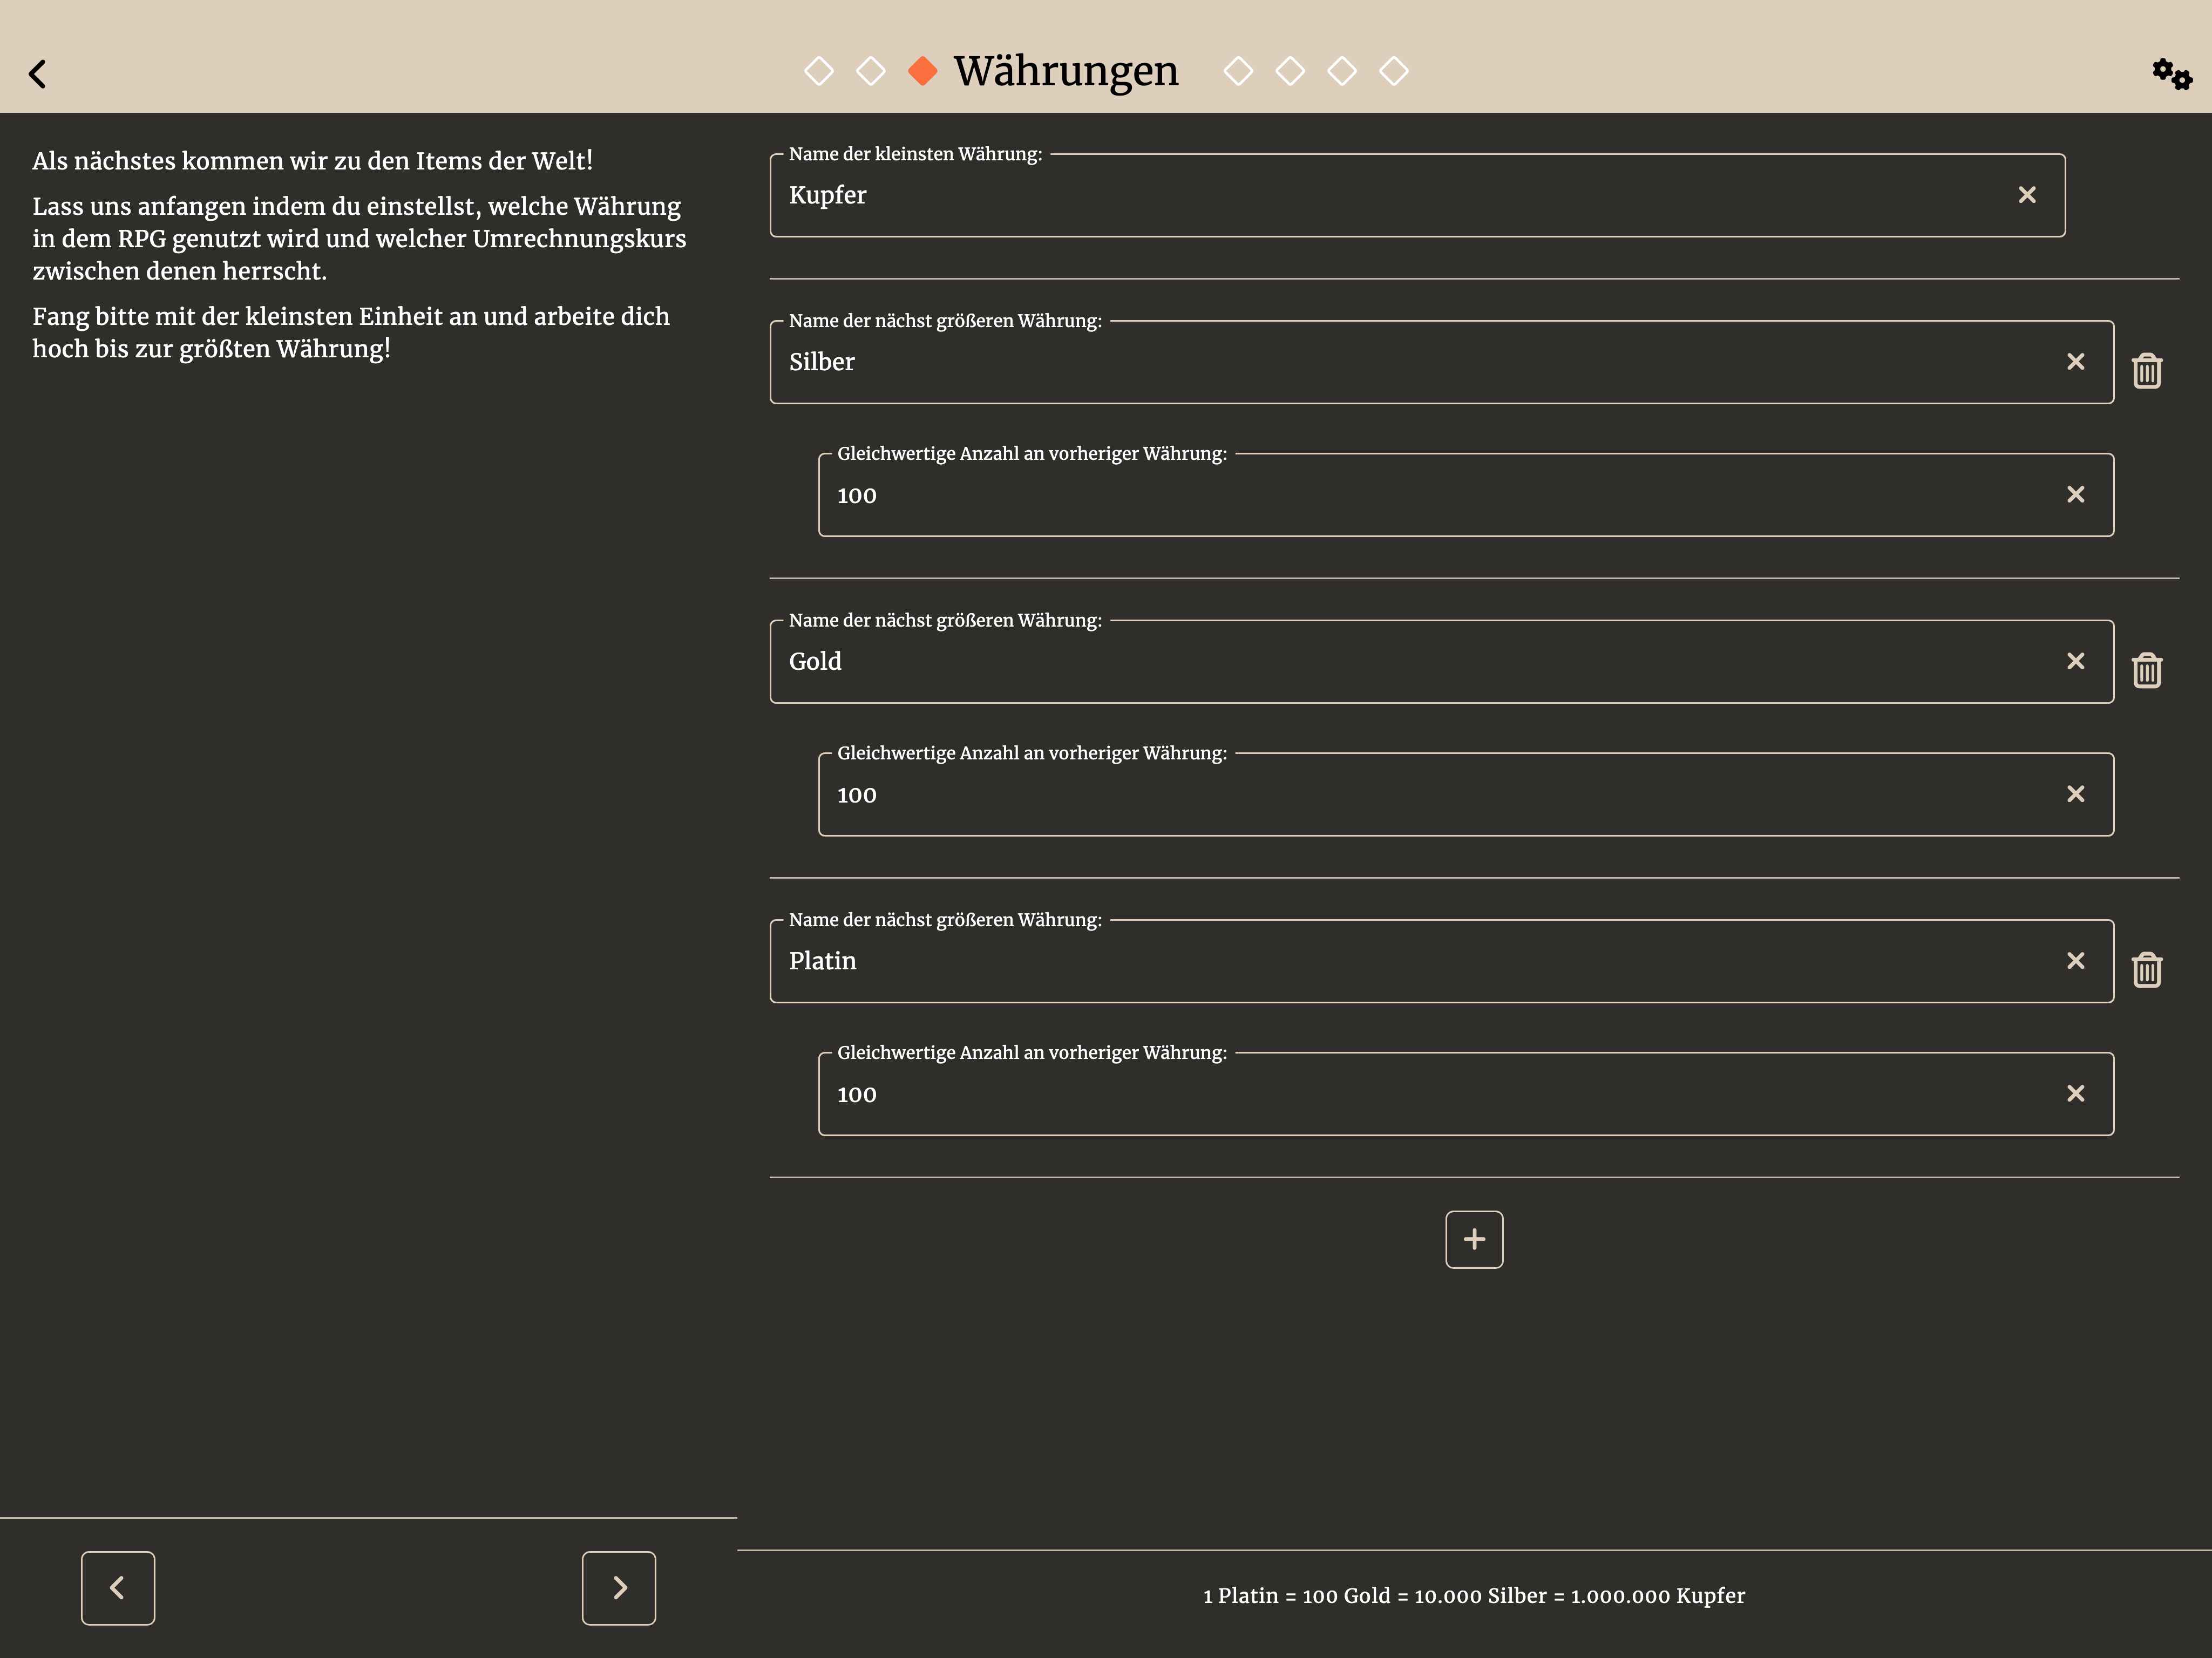 Währungen
Als nächstes kommen wir zu den Items der Welt!
Lass uns anfangen indem du einstellst, welche Währung
in dem RPG genutzt wird und welcher Umrechnungskurs
zwischen denen herrscht.
Fang bitte mit der kleinsten Einheit an und arbeite dich
hoch bis zur größten Währung!
Name der kleinsten Währung:
Kupfer
Name der nächst größeren Währung:
Silber
Gleichwertige Anzahl an vorheriger Währung:
100
Name der nächst größeren Währung:
Gold
Gleichwertige Anzahl an vorheriger Währung:
100
Name der nächst größeren Währung:
Platin
Gleichwertige Anzahl an vorheriger Währung:
100
1 Platin = 100 Gold = 10.000 Silber = 1.000.000 Kupfer